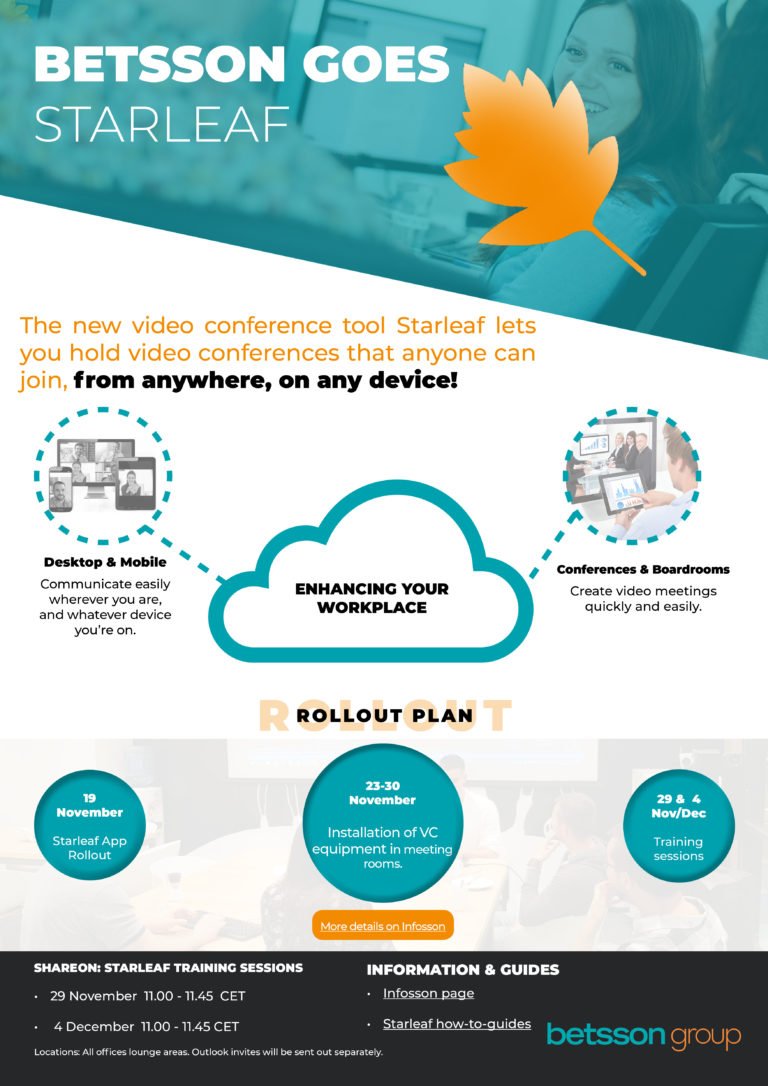 BETSSON GOES
STARLEAF
The new video conference tool Starleaf lets
you hold video conferences that anyone can
join, from anywhere, on any device!
Desktop & Mobile
Communicate easily
wherever you are,
and whatever device
you're on.
ENHANCING YOUR
WORKPLACE
Conferences & Boardrooms
Create video meetings
quickly and easily.
ROLLOUT
ROLLOUT PLAN
19
November
Starleaf App
Rollout
23-30
November
Installation of VC
equipment in meeting
rooms.
29 & 4
Nov/Dec
Training
sessions
More details on Infosson
SHAREON: STARLEAF TRAINING SESSIONS
• 29 November 11.00 - 11.45 CET
• 4 December 11.00 - 11.45 CET
Locations: All offices lounge areas. Outlook invites will be sent out separately.
INFORMATION & GUIDES
• Infosson page
• Starleaf how-to-guides
betsson group